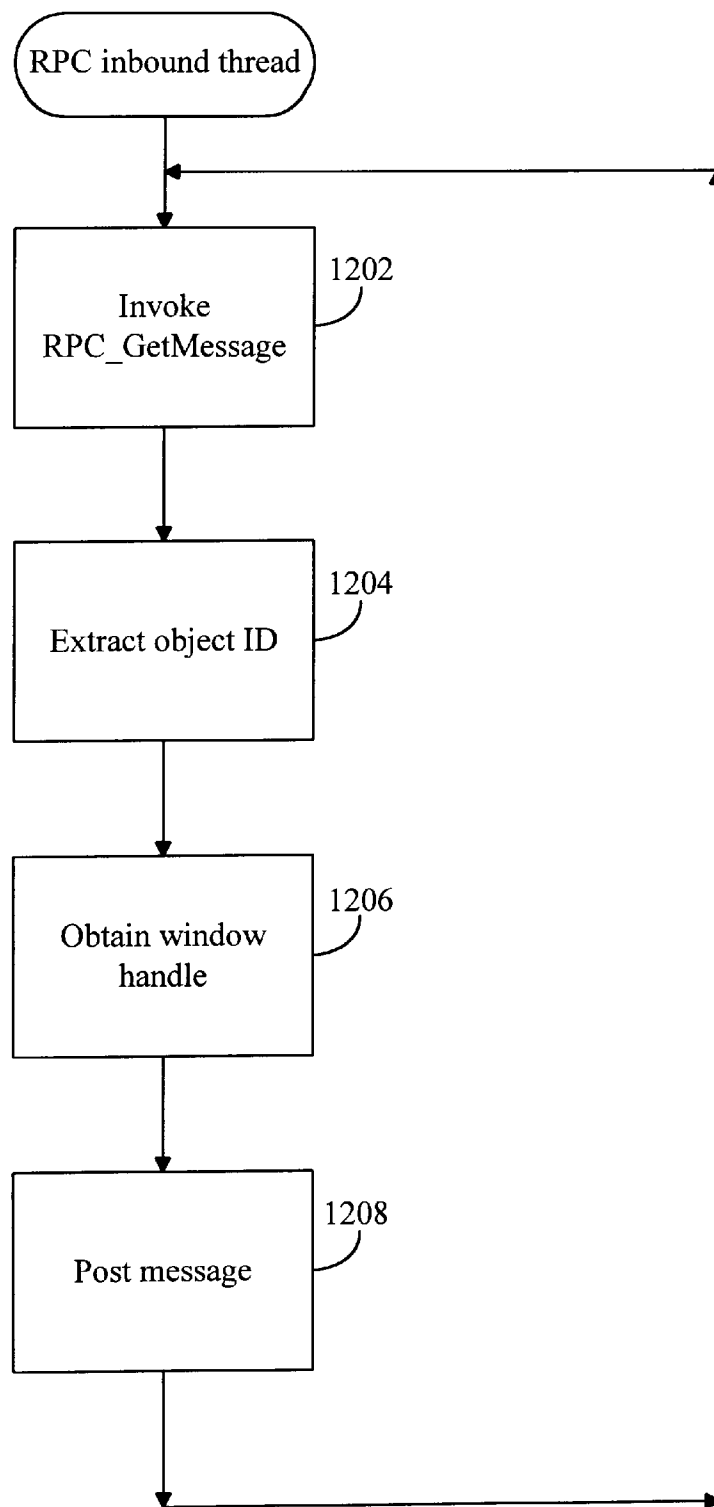 RPC inbound thread
1202
Invoke
RPC_GetMessage
1204
Extract object ID
1206
Obtain window
handle
1208
Post message